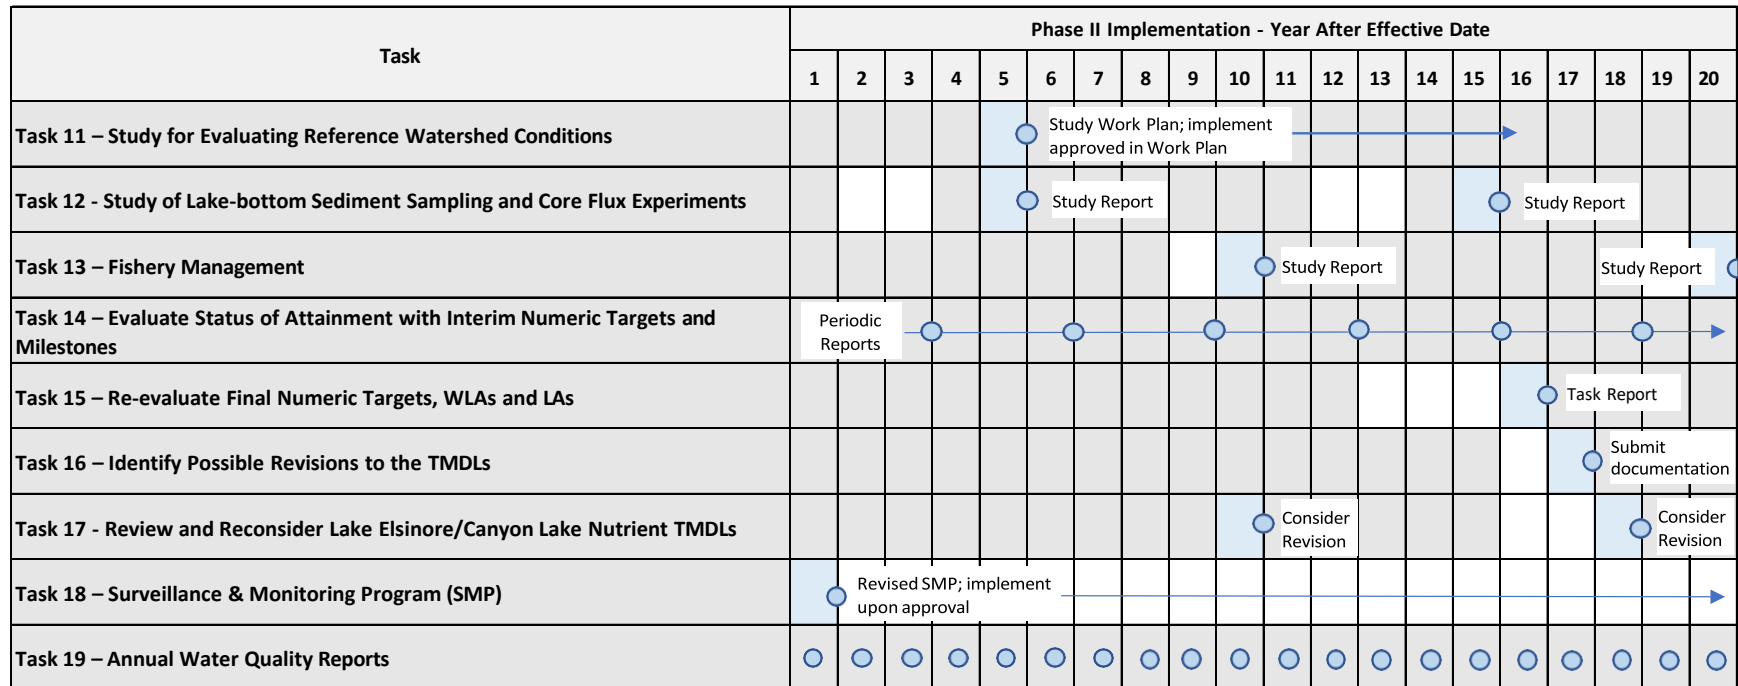 Task
Phase II Implementation - Year After Effective Date
1 2 3 4 5 6 7 8 9 10 11 12 13 14 15 16 17 18 19 20
Task 11 – Study for Evaluating Reference Watershed Conditions
Study Work Plan; implement
approved in Work Plan
Task 12 - Study of Lake-bottom Sediment Sampling and Core Flux Experiments
Study Report
Study Report
Task 13 – Fishery Management
Study Report
Study Report
Task 14 – Evaluate Status of Attainment with Interim Numeric Targets and
Milestones
Periodic
Reports
Task 15 – Re-evaluate Final Numeric Targets, WLAs and LAs
Task Report
Task 16 – Identify Possible Revisions to the TMDLs
Submit
documentation
Task 17 - Review and Reconsider Lake Elsinore/Canyon Lake Nutrient TMDLs
Consider
Revision
Consider
Revision
Task 18 – Surveillance & Monitoring Program (SMP)
Revised SMP; implement
upon approval
Task 19 – Annual Water Quality Reports